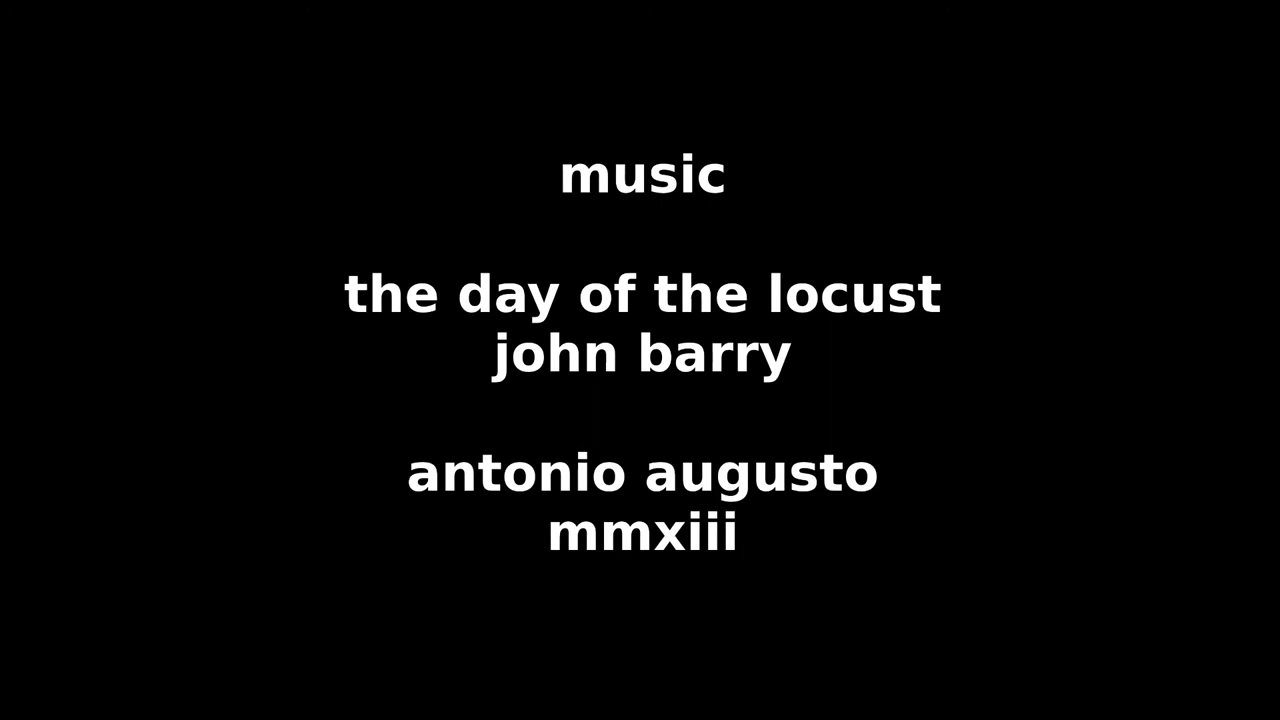 music
the day of the locust
john barry
antonio augusto
mmxiii